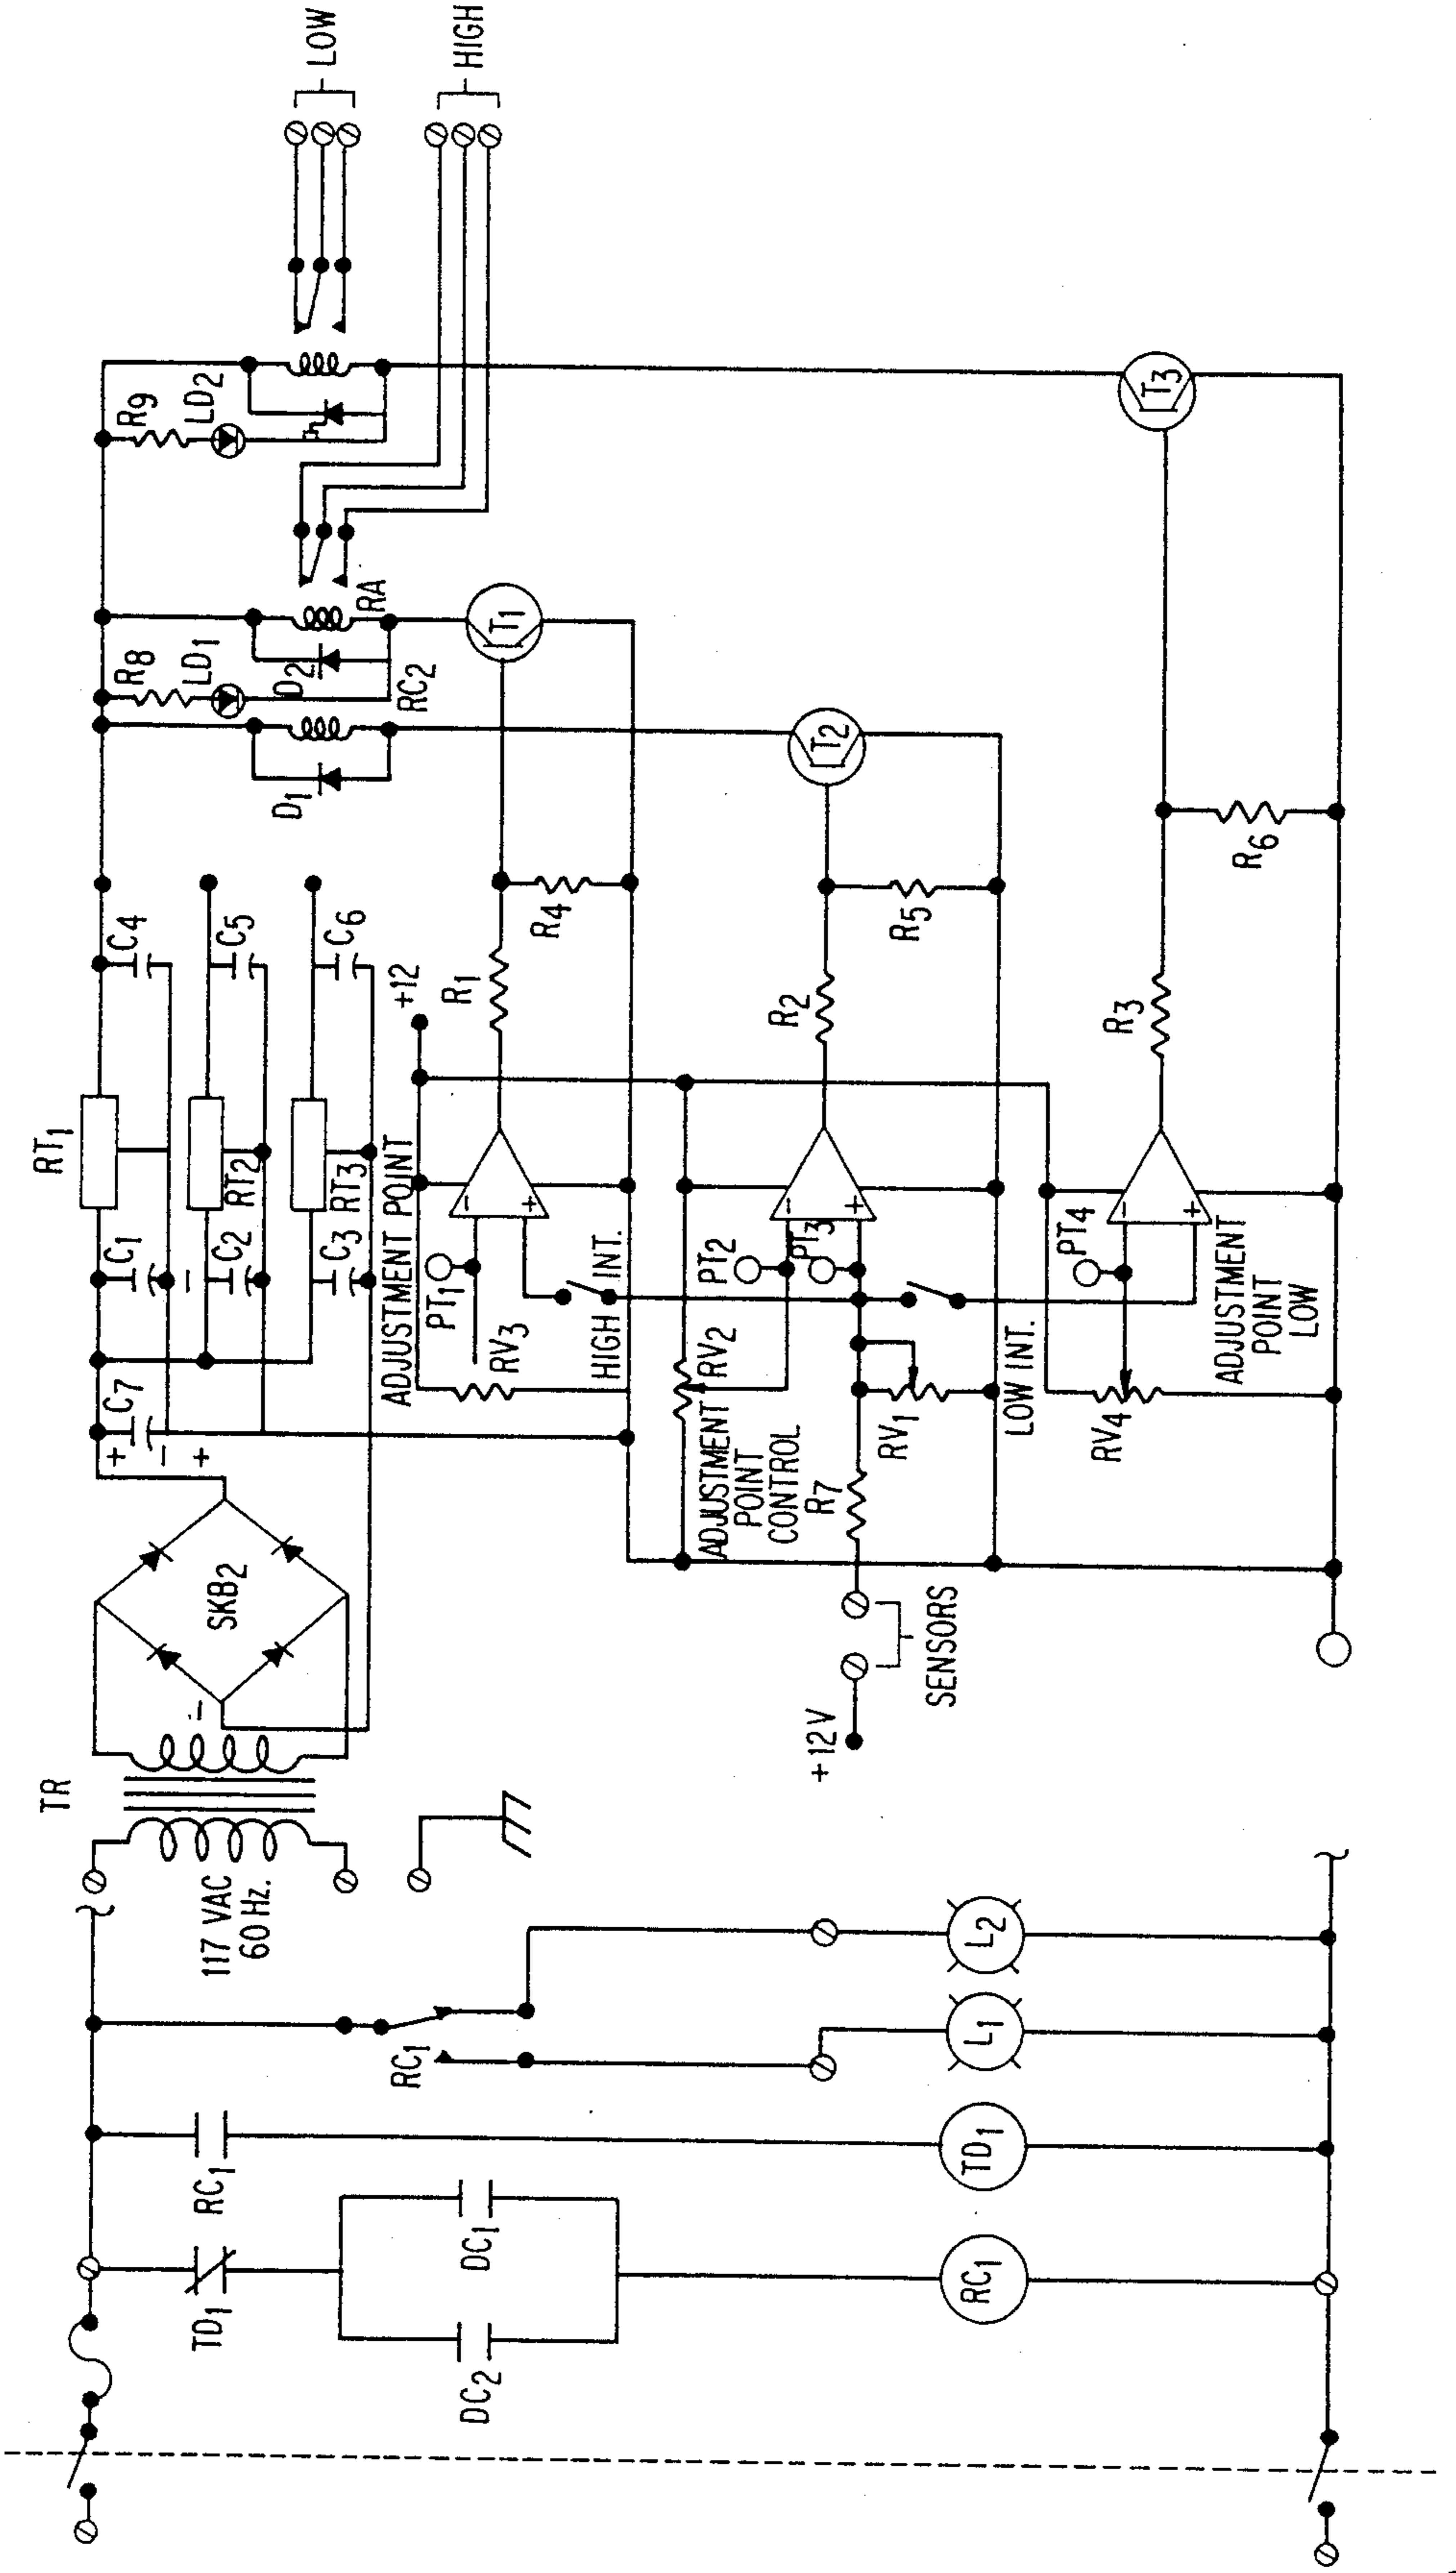 TD1
DC2
DC1
RC1
RC1
TD1
RC1
L1
L2
117 VAC
60 Hz.
TR
SKB2
−
+
−
+
C7
C1
−
C2
C3
RT1
RT2
RT3
C4
C5
C6
+12
ADJUSTMENT POINT
PT1
RV3
HIGH INT.
−
+
R1
R4
R8
LD1
D1
D2
RC2
RA
T1
R9
LD2
LOW
HIGH
+12V
SENSORS
R7
ADJUSTMENT
POINT
CONTROL
RV2
PT2
PT3
−
+
RV1
LOW INT.
R2
R5
T2
RV4
PT4
−
+
ADJUSTMENT
POINT
LOW
R3
R6
T3